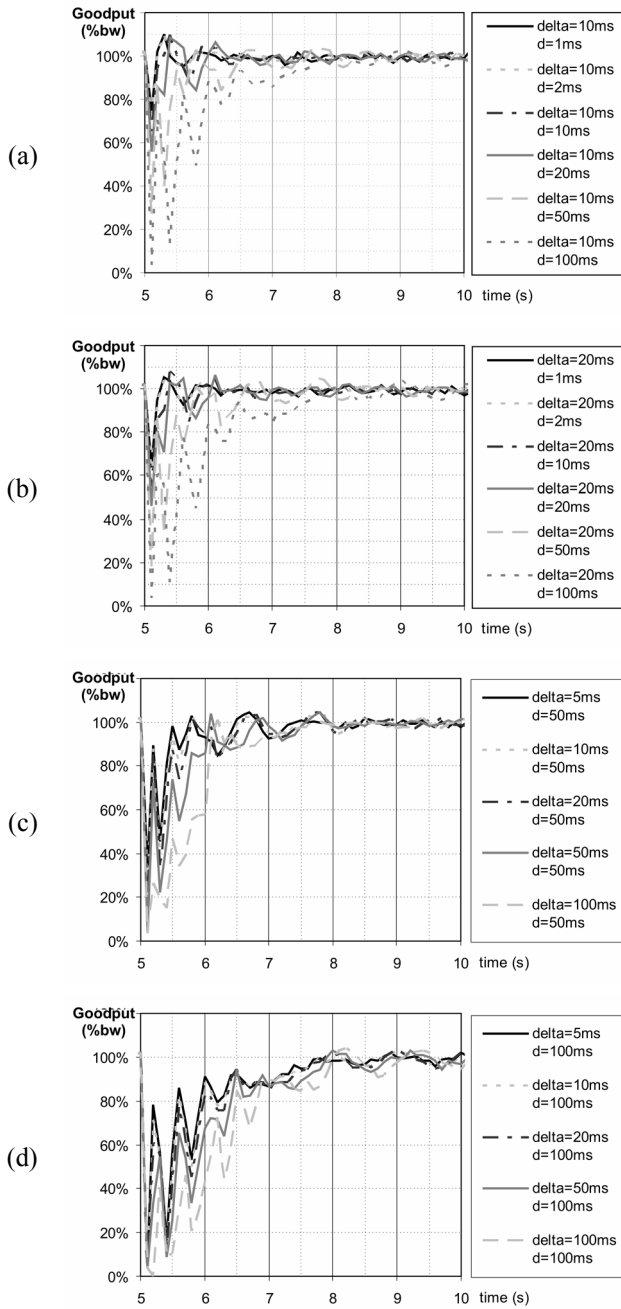 (a)
Goodput
(%bw)
100%
80%
60%
40%
20%
0%
5 6 7 8 9 10 time (s)
delta=10ms
d=1ms
delta=10ms
d=2ms
delta=10ms
d=10ms
delta=10ms
d=20ms
delta=10ms
d=50ms
delta=10ms
d=100ms
(b)
Goodput
(%bw)
100%
80%
60%
40%
20%
0%
5 6 7 8 9 10 time (s)
delta=20ms
d=1ms
delta=20ms
d=2ms
delta=20ms
d=10ms
delta=20ms
d=20ms
delta=20ms
d=50ms
delta=20ms
d=100ms
(c)
Goodput
(%bw)
100%
80%
60%
40%
20%
0%
5 6 7 8 9 10 time (s)
delta=5ms
d=50ms
delta=10ms
d=50ms
delta=20ms
d=50ms
delta=50ms
d=50ms
delta=100ms
d=50ms
(d)
Goodput
(%bw)
100%
80%
60%
40%
20%
0%
5 6 7 8 9 10 time (s)
delta=5ms
d=100ms
delta=10ms
d=100ms
delta=20ms
d=100ms
delta=50ms
d=100ms
delta=100ms
d=100ms